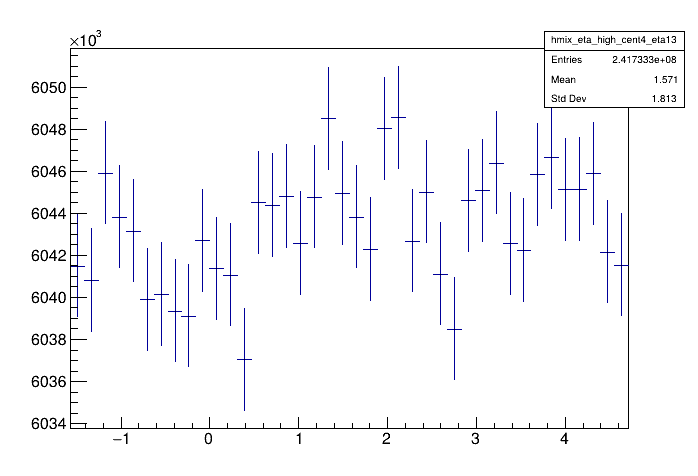 ×10³
hmix_eta_high_cent4_eta13
Entries 2.417333e+08
Mean 1.571
Std Dev 1.813
6050
6048
6046
6044
6042
6040
6038
6036
6034
−1 0 1 2 3 4